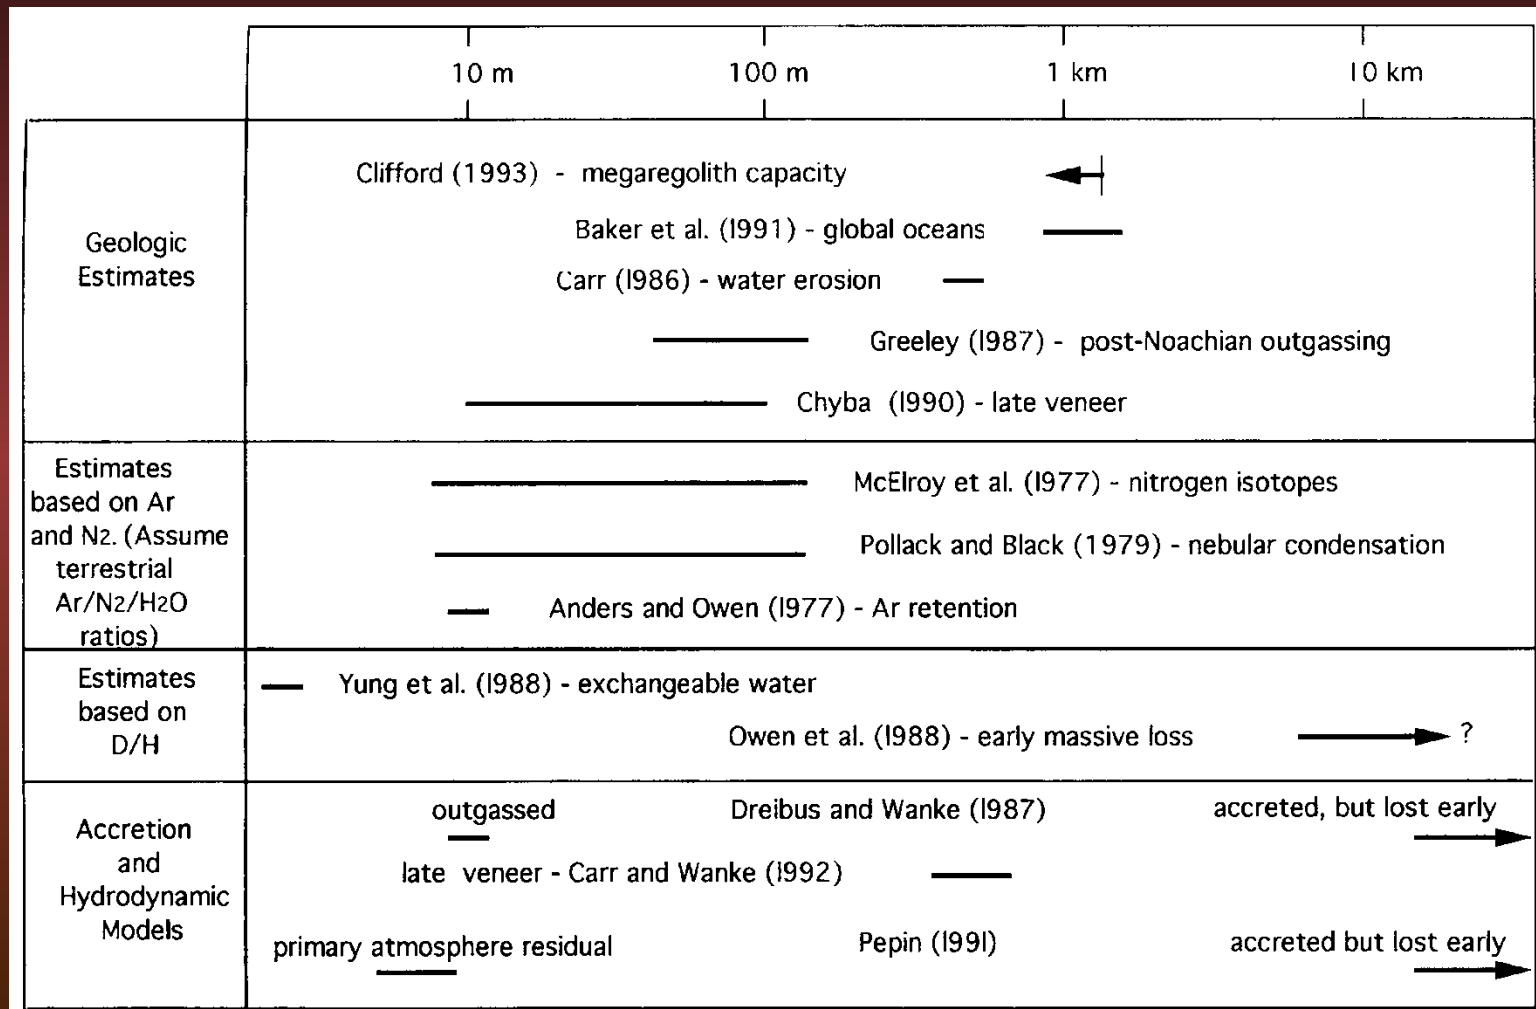 10 m
100 m
1 km
10 km
Geologic
Estimates
Clifford (1993) - megaregolith capacity
Baker et al. (1991) - global oceans
Carr (1986) - water erosion
Greeley (1987) - post-Noachian outgassing
Chyba (1990) - late veneer
Estimates
based on Ar
and N2. (Assume
terrestrial
Ar/N2/H2O
ratios)
McElroy et al. (1977) - nitrogen isotopes
Pollack and Black (1979) - nebular condensation
Anders and Owen (1977) - Ar retention
Estimates
based on
D/H
Yung et al. (1988) - exchangeable water
Owen et al. (1988) - early massive loss
?
Accretion
and
Hydrodynamic
Models
outgassed
Dreibus and Wanke (1987)
accreted, but lost early
late veneer - Carr and Wanke (1992)
primary atmosphere residual
Pepin (1991)
accreted but lost early